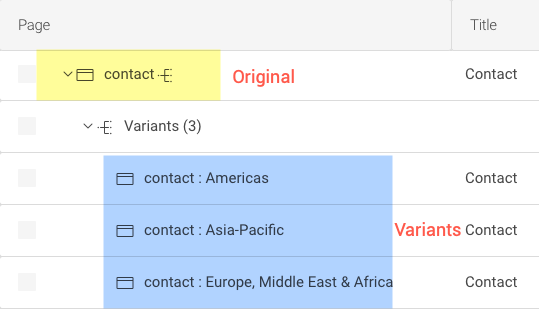 Page Title
contact Original Contact
Variants (3)
contact : Americas Contact
contact : Asia-Pacific Variants Contact
contact : Europe, Middle East & Africa Contact